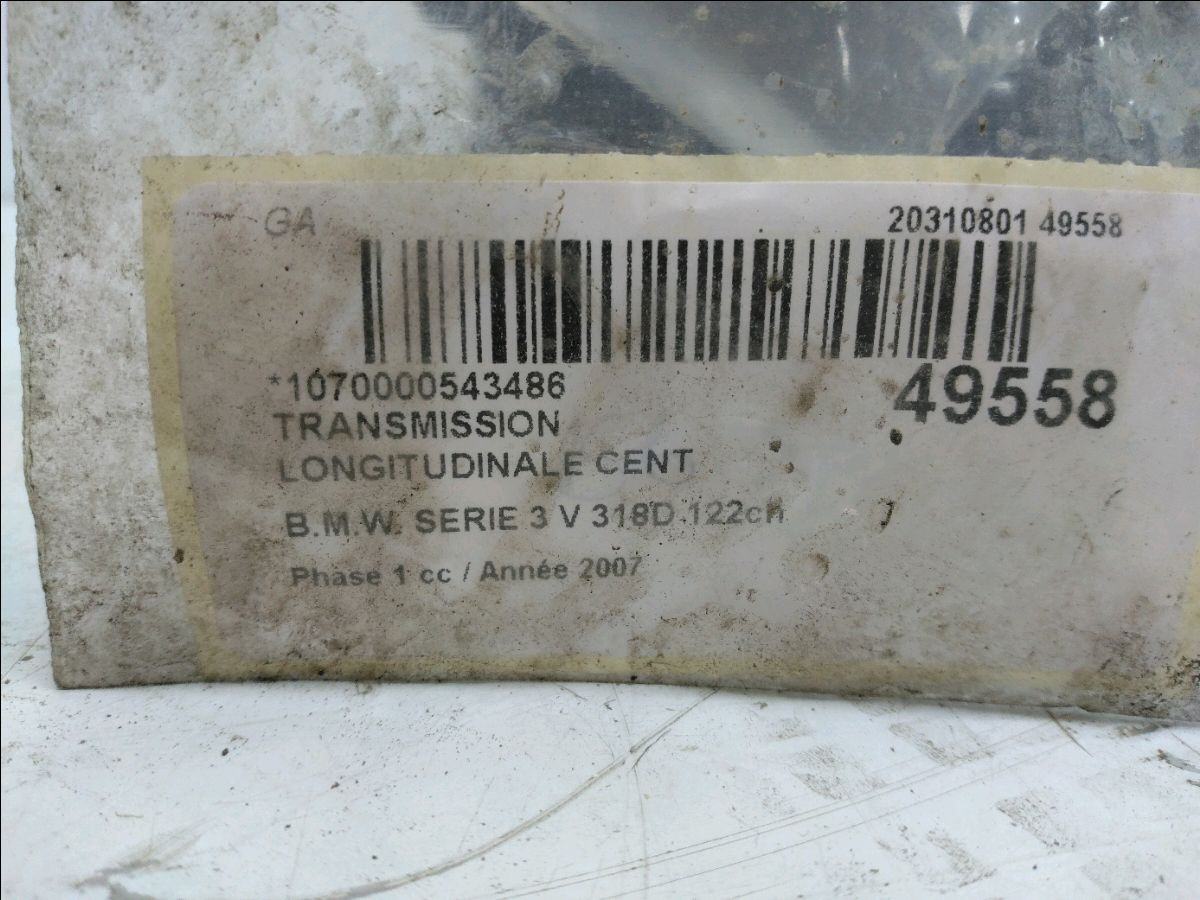 GA
20310801 49558
*1070000543486
49558
TRANSMISSION
LONGITUDINALE CENT
B.M.W. SERIE 3 V 318D 122ch
Phase 1 cc / Année 2007